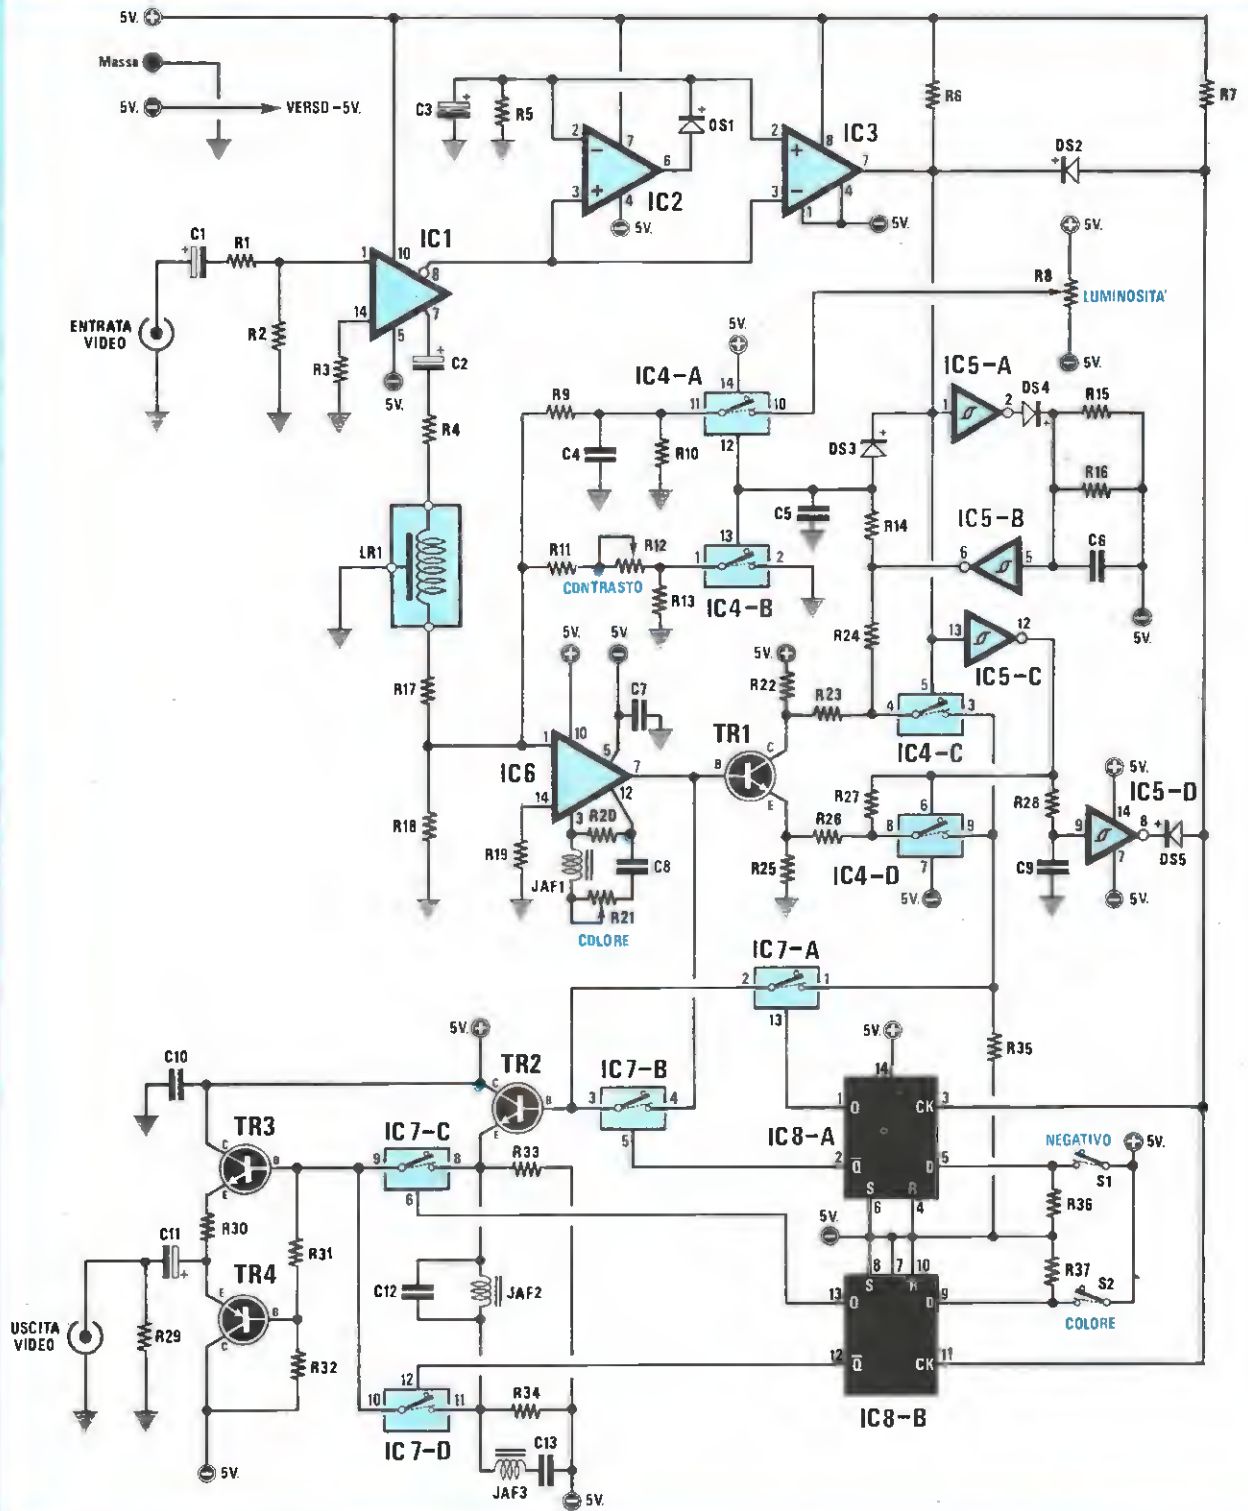 5V.
Massa
5V. VERSO -5V.
C3 R5 DS1 IC3 R6 R7
2 7 6 3 4 IC2 5V.
2 8 7 3 1 4 5V.
DS2
5V.
R8
LUMINOSITA'
5V.
C1 R1 IC1
1 10 8 14 7 5
ENTRATA
VIDEO
R2 R3 5V. C2
R4
LR1
5V.
IC4-A
14 11 10 12
R9 C4 R10
IC5-A
1 2 DS4 R15
DS3 R16
C5 R14
IC5-B
6 5 C6
5V.
13
R11 R12 1 2
CONTRASTO
R13 IC4-B
R24
13 12
IC5-C
R17
5V. 5V.
C7
5V.
R22 R23
5
4 3
IC4-C
TR1
B C E
IC6
1 10 5 7 12 14 3
R18 R19 R20
JAF1 C8
R21
COLORE
R27 R26 R25
6
8 9
7
IC4-D
5V.
R28 C9
5V.
IC5-D
14 9 8 7
DS5
5V.
IC7-A
2 1
13
R35
C10
5V.
TR2
C B E
IC7-B
3 4
5
5V.
14
1 Q CK 3
IC8-A
2 Q D 5
S R
6 4
NEGATIVO
5V.
S1
R36
TR3
C B E
IC7-C
9 8
6
R33
R30
C11
R31
5V.
R37
8 7 10
S R
13 Q D 9
S2
COLORE
12 Q CK 11
IC8-B
C12 JAF2
TR4
E B C
USCITA
VIDEO
R29
R32
12
10 11
IC7-D
R34
C13
JAF3
5V.
5V.